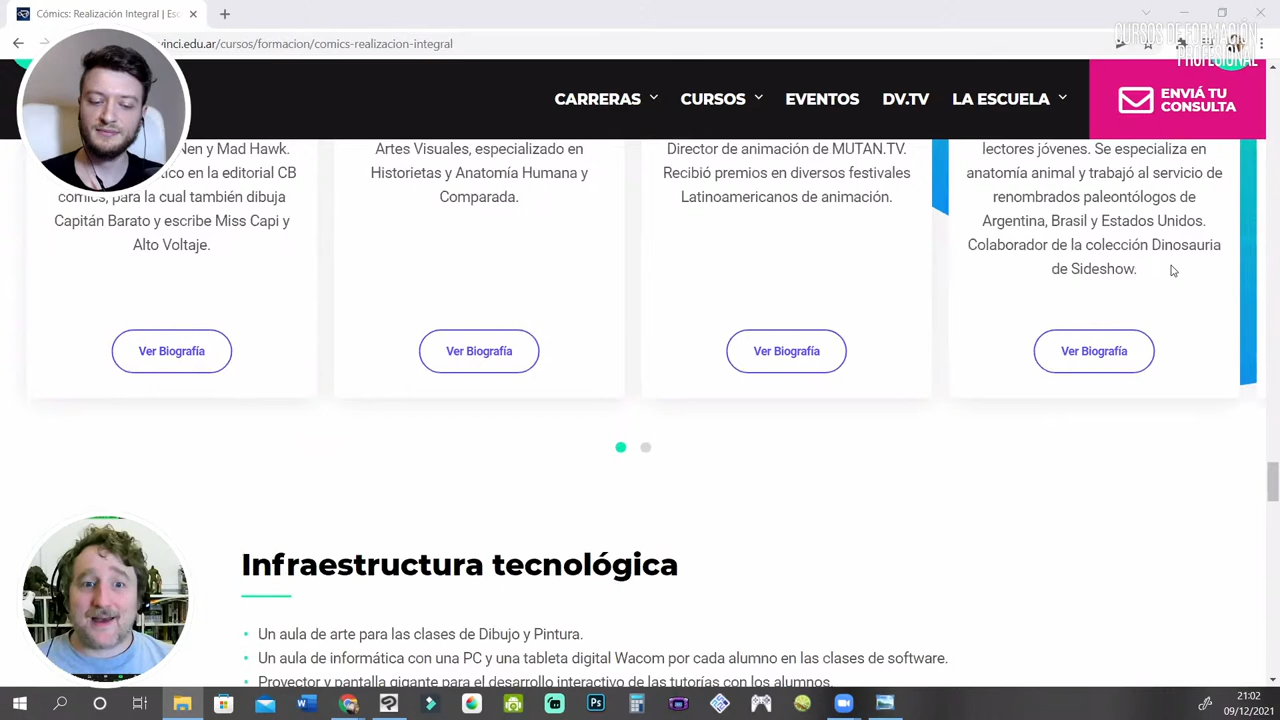 Cómics: Realización Integral | Esc
vinci.edu.ar/cursos/formacion/comics-realizacion-integral
CURSOS DE FORMACIÓN
PROFESIONAL
CARRERAS
CURSOS
EVENTOS
DV.TV
LA ESCUELA
ENVIÁ TU
CONSULTA
Nen y Mad Hawk.
en la editorial CB
comics, para la cual también dibuja
Capitán Barato y escribe Miss Capi y
Alto Voltaje.
Ver Biografía
Artes Visuales, especializado en
Historietas y Anatomía Humana y
Comparada.
Ver Biografía
Director de animación de MUTAN.TV.
Recibió premios en diversos festivales
Latinoamericanos de animación.
Ver Biografía
lectores jóvenes. Se especializa en
anatomía animal y trabajó al servicio de
renombrados paleontólogos de
Argentina, Brasil y Estados Unidos.
Colaborador de la colección Dinosauria
de Sideshow.
Ver Biografía
Infraestructura tecnológica
Un aula de arte para las clases de Dibujo y Pintura.
Un aula de informática con una PC y una tableta digital Wacom por cada alumno en las clases de software.
Proyector y pantalla gigante para el desarrollo interactivo de las tutorías con los alumnos.
21:02
09/12/2021